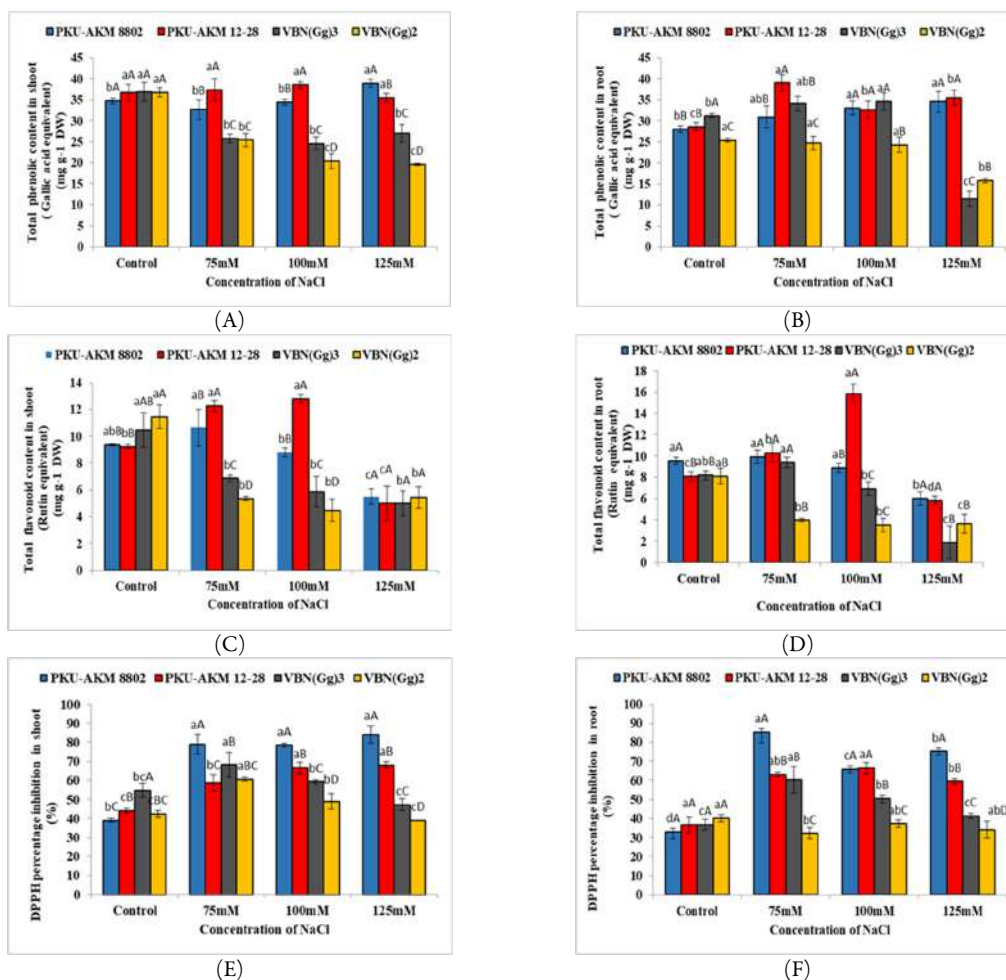 PKU-AKM 8802 PKU-AKM 12-28 VBN(Gg)3 VBN(Gg)2
Total phenolic content in shoot
( Gallic acid equivalent)
(mg g-1 DW)
45
40
35
30
25
20
15
10
5
0
bA aA aA aA
bB aA bC bC
bB aA bC cD
aA aB bC cD
Control 75mM 100mM 125mM
Concentration of NaCl
(A)
PKU-AKM 8802 PKU-AKM 12-28 VBN(Gg)3 VBN(Gg)2
Total phenolic content in root
( Gallic acid equivalent)
(mg g-1 DW)
45
40
35
30
25
20
15
10
5
0
bB cB bA aC
abB aA abB aC
aA bA aA aB
aA bA cC bB
Control 75mM 100mM 125mM
Concentration of NaCl
(B)
PKU-AKM 8802 PKU-AKM 12-28 VBN(Gg)3 VBN(Gg)2
Total flavonoid content in shoot
(Rutin equivalent)
(mg g-1 DW)
14
12
10
8
6
4
2
0
abB bB aAB aA
aB aA bC bD
bB aA bC bD
cA cA bA bA
Control 75mM 100mM 125mM
Concentration of NaCl
(C)
PKU-AKM 8802 PKU-AKM 12-28 VBN(Gg)3 VBN(Gg)2
Total flavonoid content in root
(Rutin equivalent)
(mg g-1 DW)
18
16
14
12
10
8
6
4
2
0
aA cB abB aB
aA bA aA bB
aB aA bC bC
bA dA cB cB
Control 75mM 100mM 125mM
Concentration of NaCl
(D)
PKU-AKM 8802 PKU-AKM 12-28 VBN(Gg)3 VBN(Gg)2
DPPH percentage inhibition in shoot
(%)
100
90
80
70
60
50
40
30
20
10
0
bC cB bcA cBC
aA bC aB aBC
aA aB bC bD
aA aB cC cD
Control 75mM 100mM 125mM
Concentration of NaCl
(E)
PKU-AKM 8802 PKU-AKM 12-28 VBN(Gg)3 VBN(Gg)2
DPPH percentage inhibition in root
(%)
100
90
80
70
60
50
40
30
20
10
0
dA aA cA aA
aA abB aB bC
cA aA bB abC
bA bB cC abD
Control 75mM 100mM 125mM
Concentration of NaCl
(F)